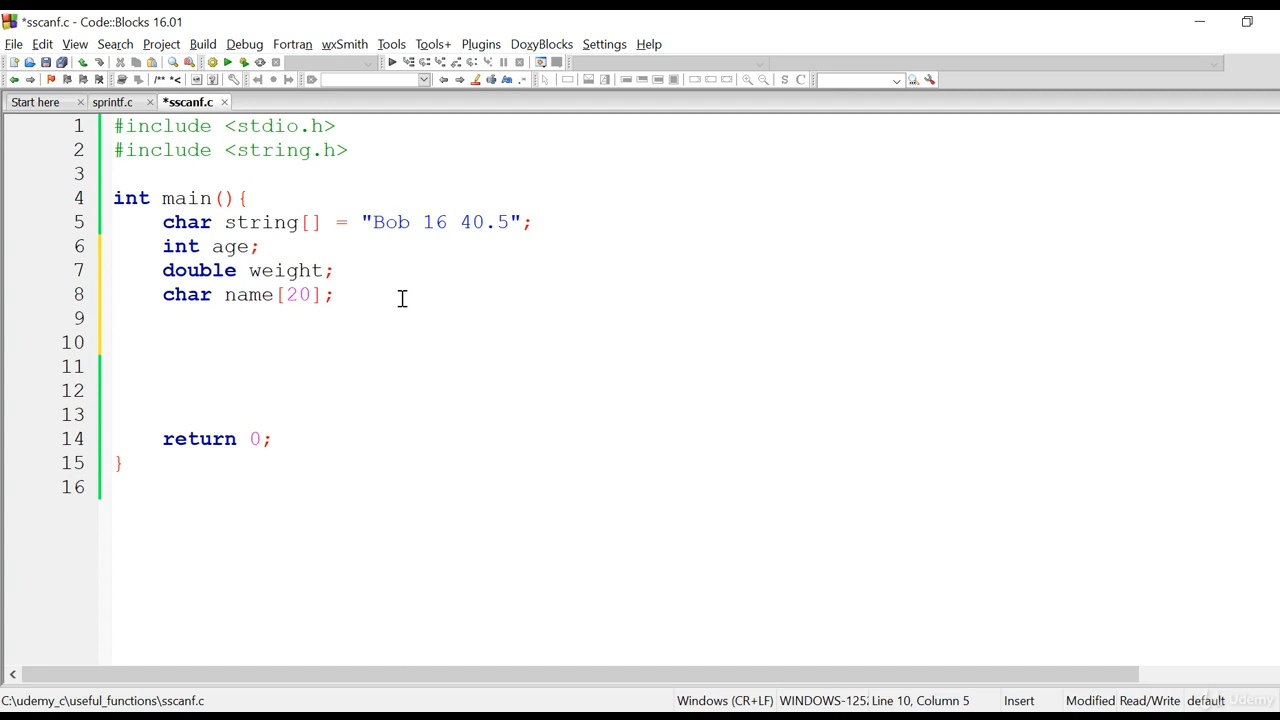 *sscanf.c - Code::Blocks 16.01
File Edit View Search Project Build Debug Fortran wxSmith Tools Tools+ Plugins DoxyBlocks Settings Help
Start here sprintf.c *sscanf.c
1 #include <stdio.h>
2 #include <string.h>
3
4 int main(){
5 char string[] = "Bob 16 40.5";
6 int age;
7 double weight;
8 char name[20];
9
10
11
12
13
14 return 0;
15 }
16
C:\udemy_c\useful_functions\sscanf.c Windows (CR+LF) WINDOWS-125 Line 10, Column 5 Insert Modified Read/Write default
Udemy